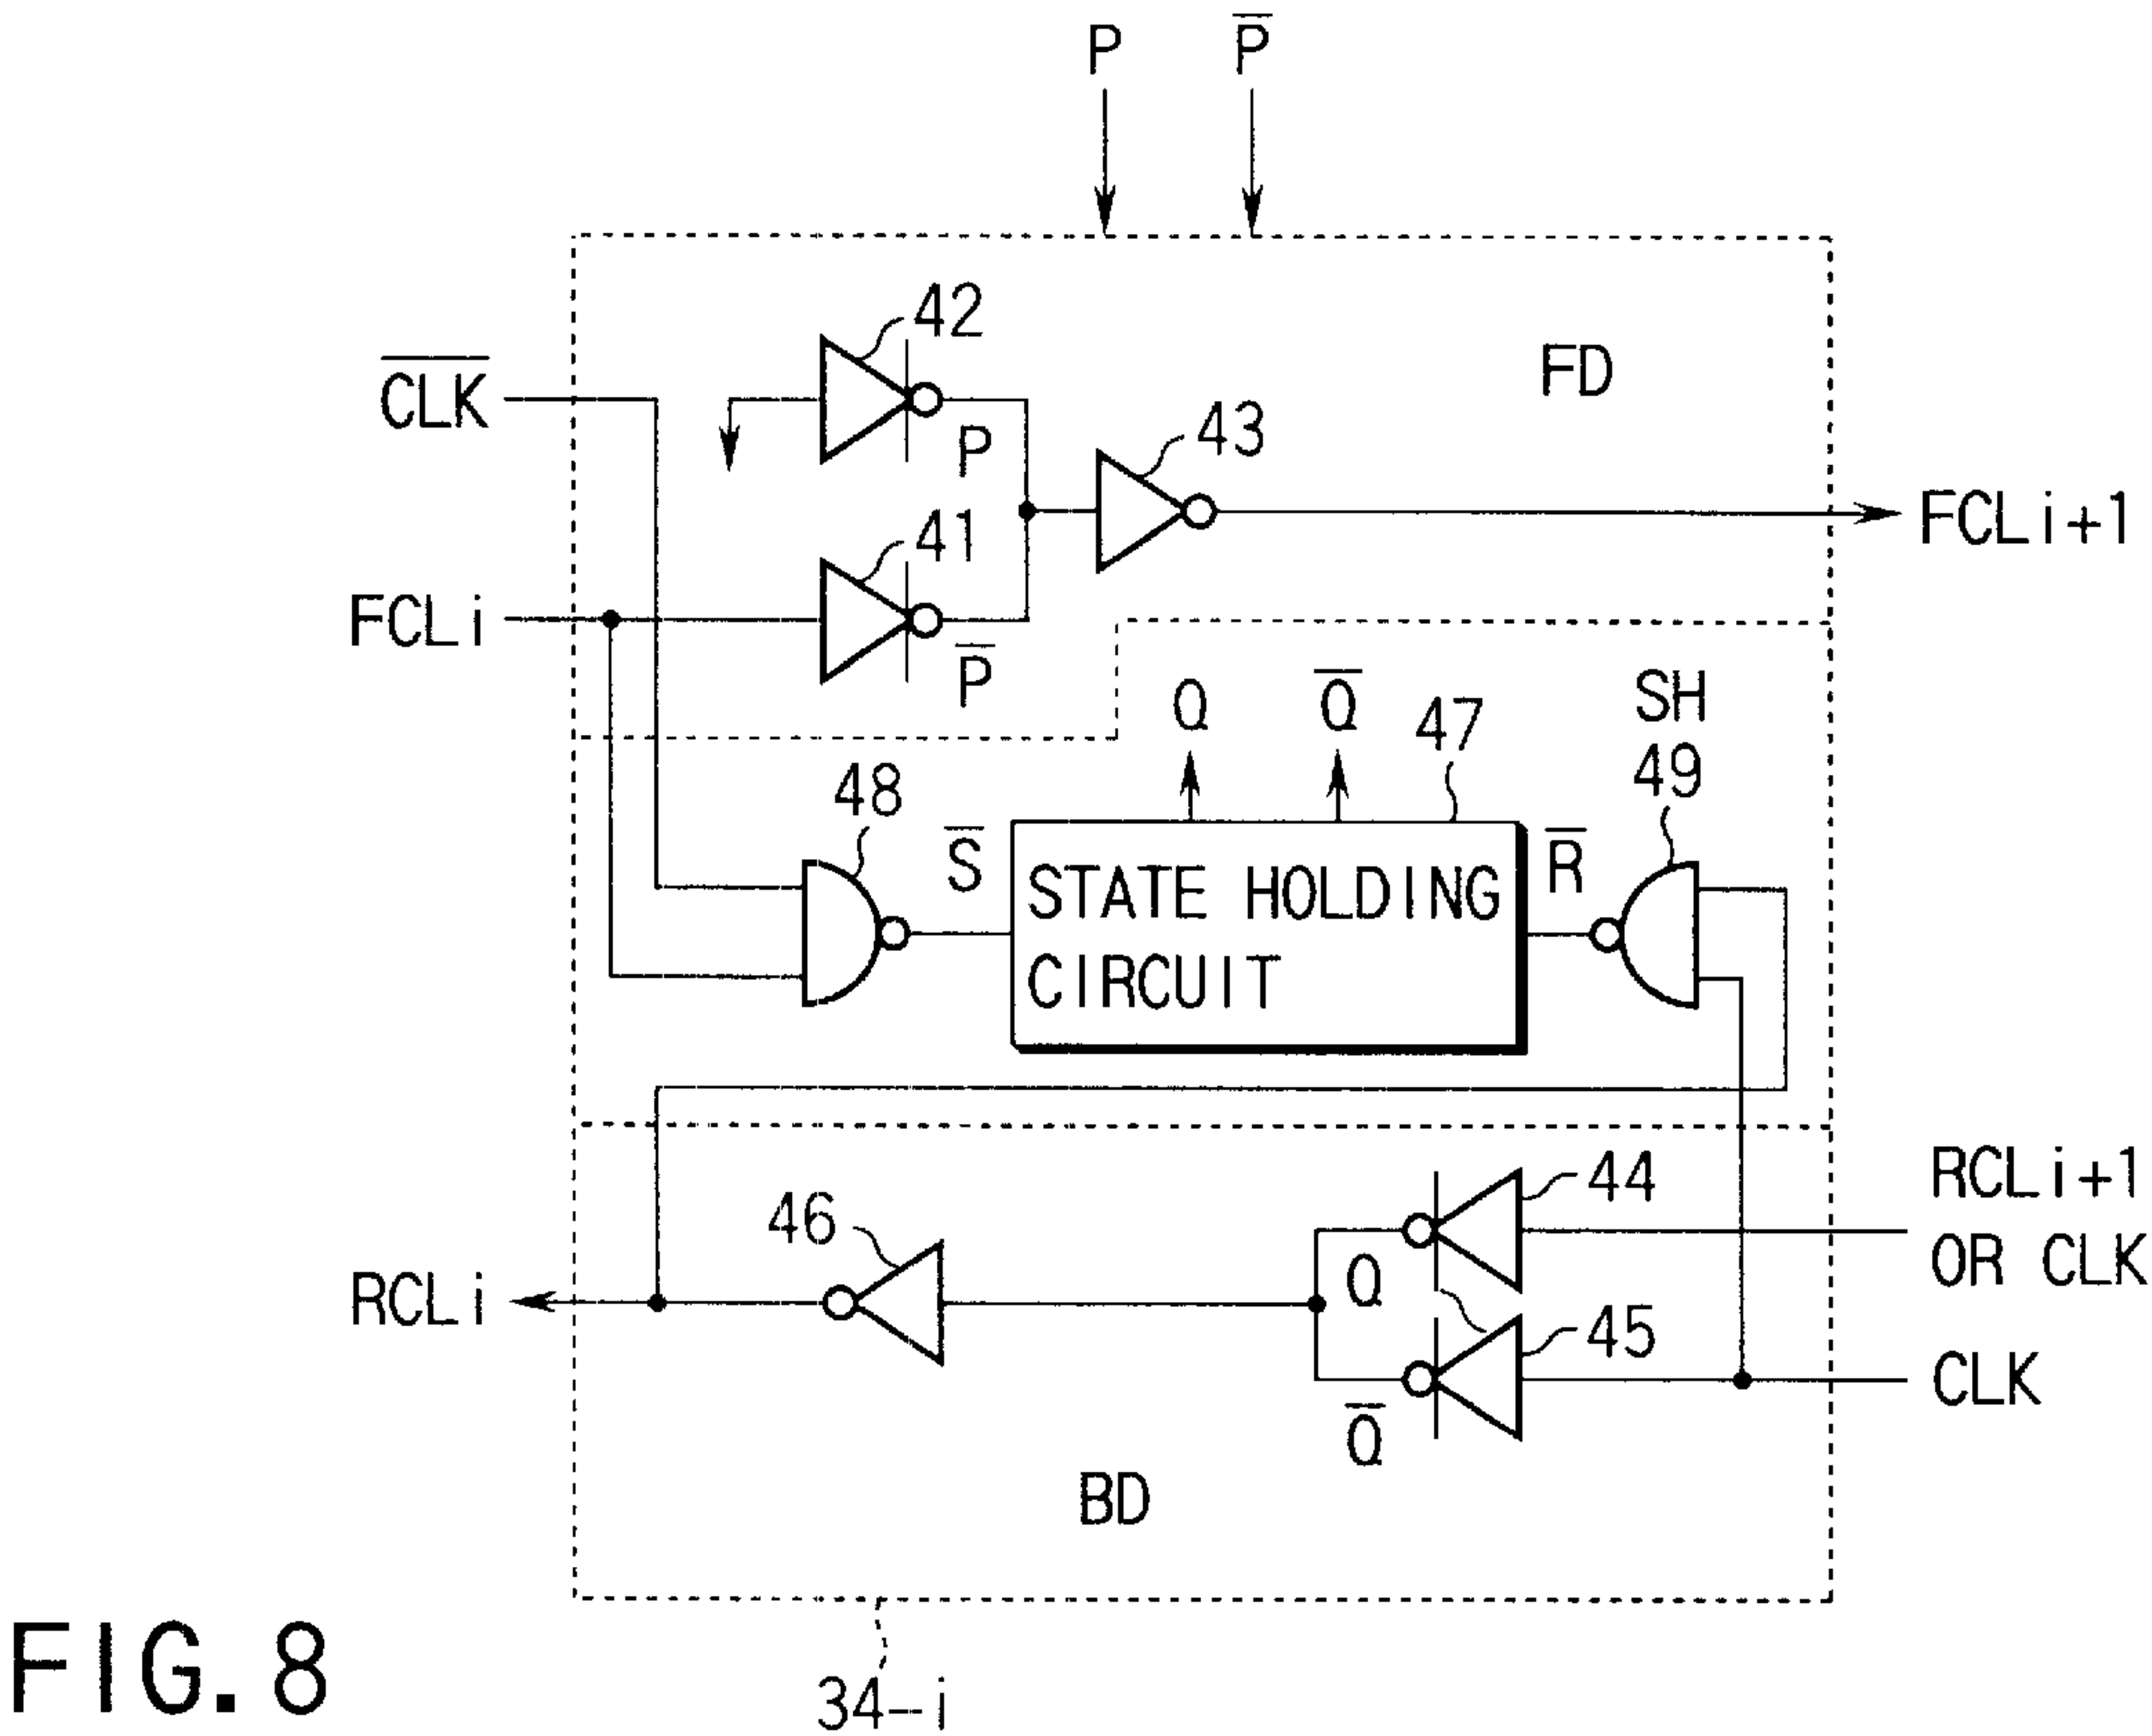 P P̅
42
FD
C̅L̅K̅
43
P
41
FCLi+1
FCLi
P̅
Q Q̅ 47 SH
49
48
S̅ R̅
STATE HOLDING
CIRCUIT
44
RCLi+1
OR CLK
46
Q
RCLi
45
CLK
Q̅
BD
34-i
FIG.8